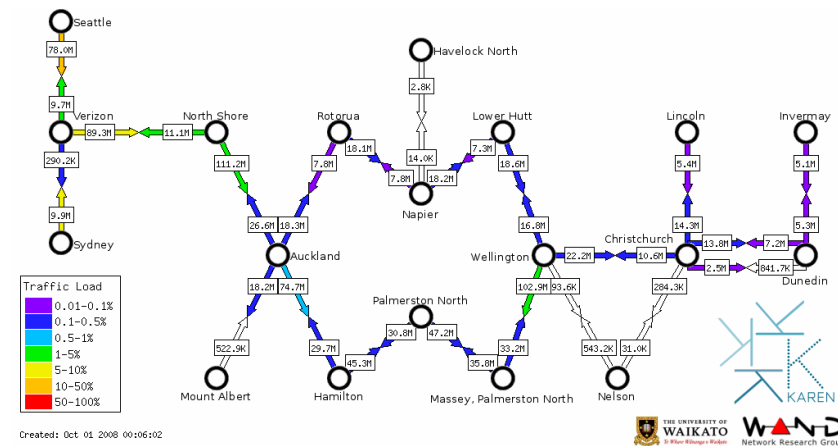 Seattle
78.0M
Havelock North
9.7M
2.8K
Verizon
North Shore
Rotorua
Lower Hutt
Lincoln
Invermay
89.3M
11.1M
18.1M
7.3M
290.2K
111.2M
7.8M
14.0K
18.6M
5.4M
5.1M
7.8M
18.2M
Napier
9.9M
26.6M
18.3M
16.8M
14.3M
5.3M
Sydney
Christchurch
13.8M
7.2M
Auckland
Wellington
22.2M
10.6M
2.5M
841.7K
Dunedin
Traffic Load
0.01-0.1%
0.1-0.5%
0.5-1%
1-5%
5-10%
10-50%
50-100%
18.2M
74.7M
102.9M
93.6K
284.3K
Palmerston North
30.8M
47.2M
522.9K
29.7M
45.3M
35.8M
33.2M
543.2K
31.0K
KAREN
Mount Albert
Hamilton
Massey, Palmerston North
Nelson
Created: Oct 01 2008 00:06:02
THE UNIVERSITY OF
WAIKATO
Te Whare Wānanga o Waikato
WAND
Network Research Grou